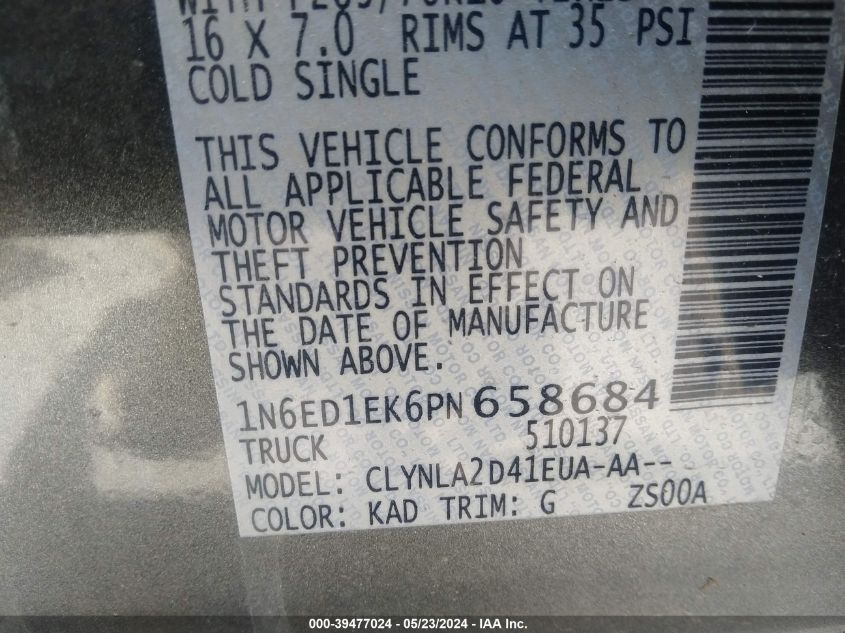 16 X 7.0 RIMS AT 35 PSI
COLD SINGLE
THIS VEHICLE CONFORMS TO
ALL APPLICABLE FEDERAL
MOTOR VEHICLE SAFETY AND
THEFT PREVENTION
STANDARDS IN EFFECT ON
THE DATE OF MANUFACTURE
SHOWN ABOVE.
1N6ED1EK6PN658684
TRUCK 510137
MODEL: CLYNLA2D41EUA-AA--
COLOR: KAD TRIM: G ZS00A
000-39477024 - 05/23/2024 - IAA Inc.